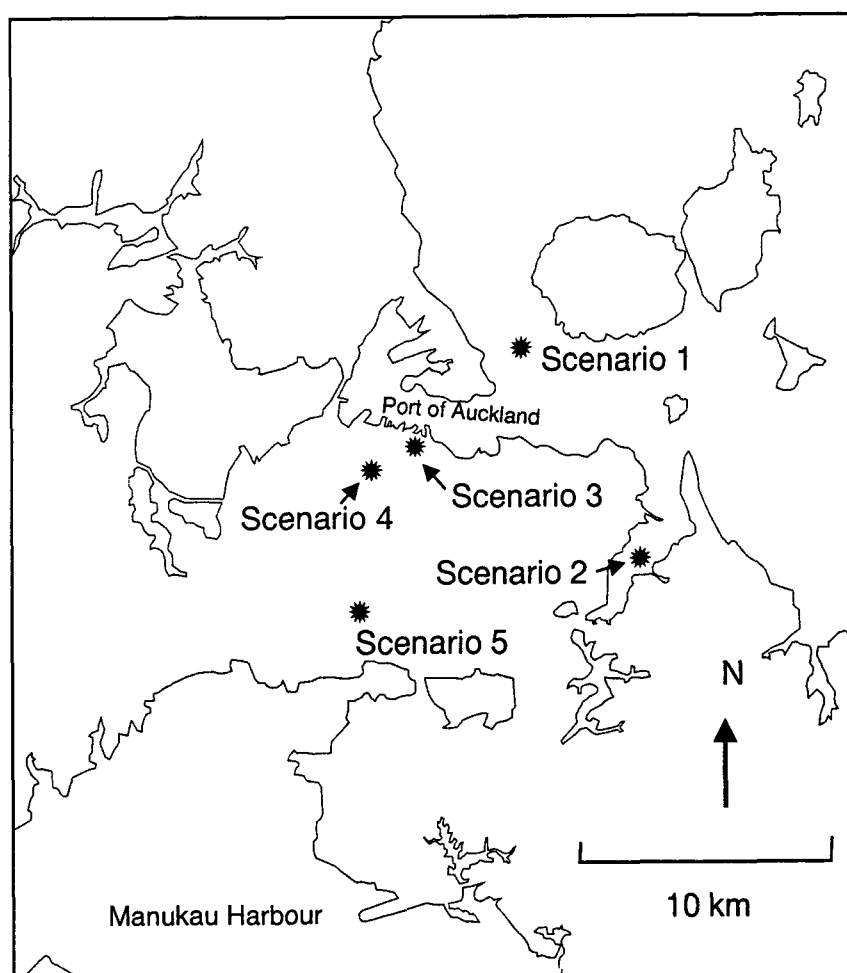 Scenario 1
Port of Auckland
Scenario 3
Scenario 4
Scenario 2
Scenario 5
N
10 km
Manukau Harbour